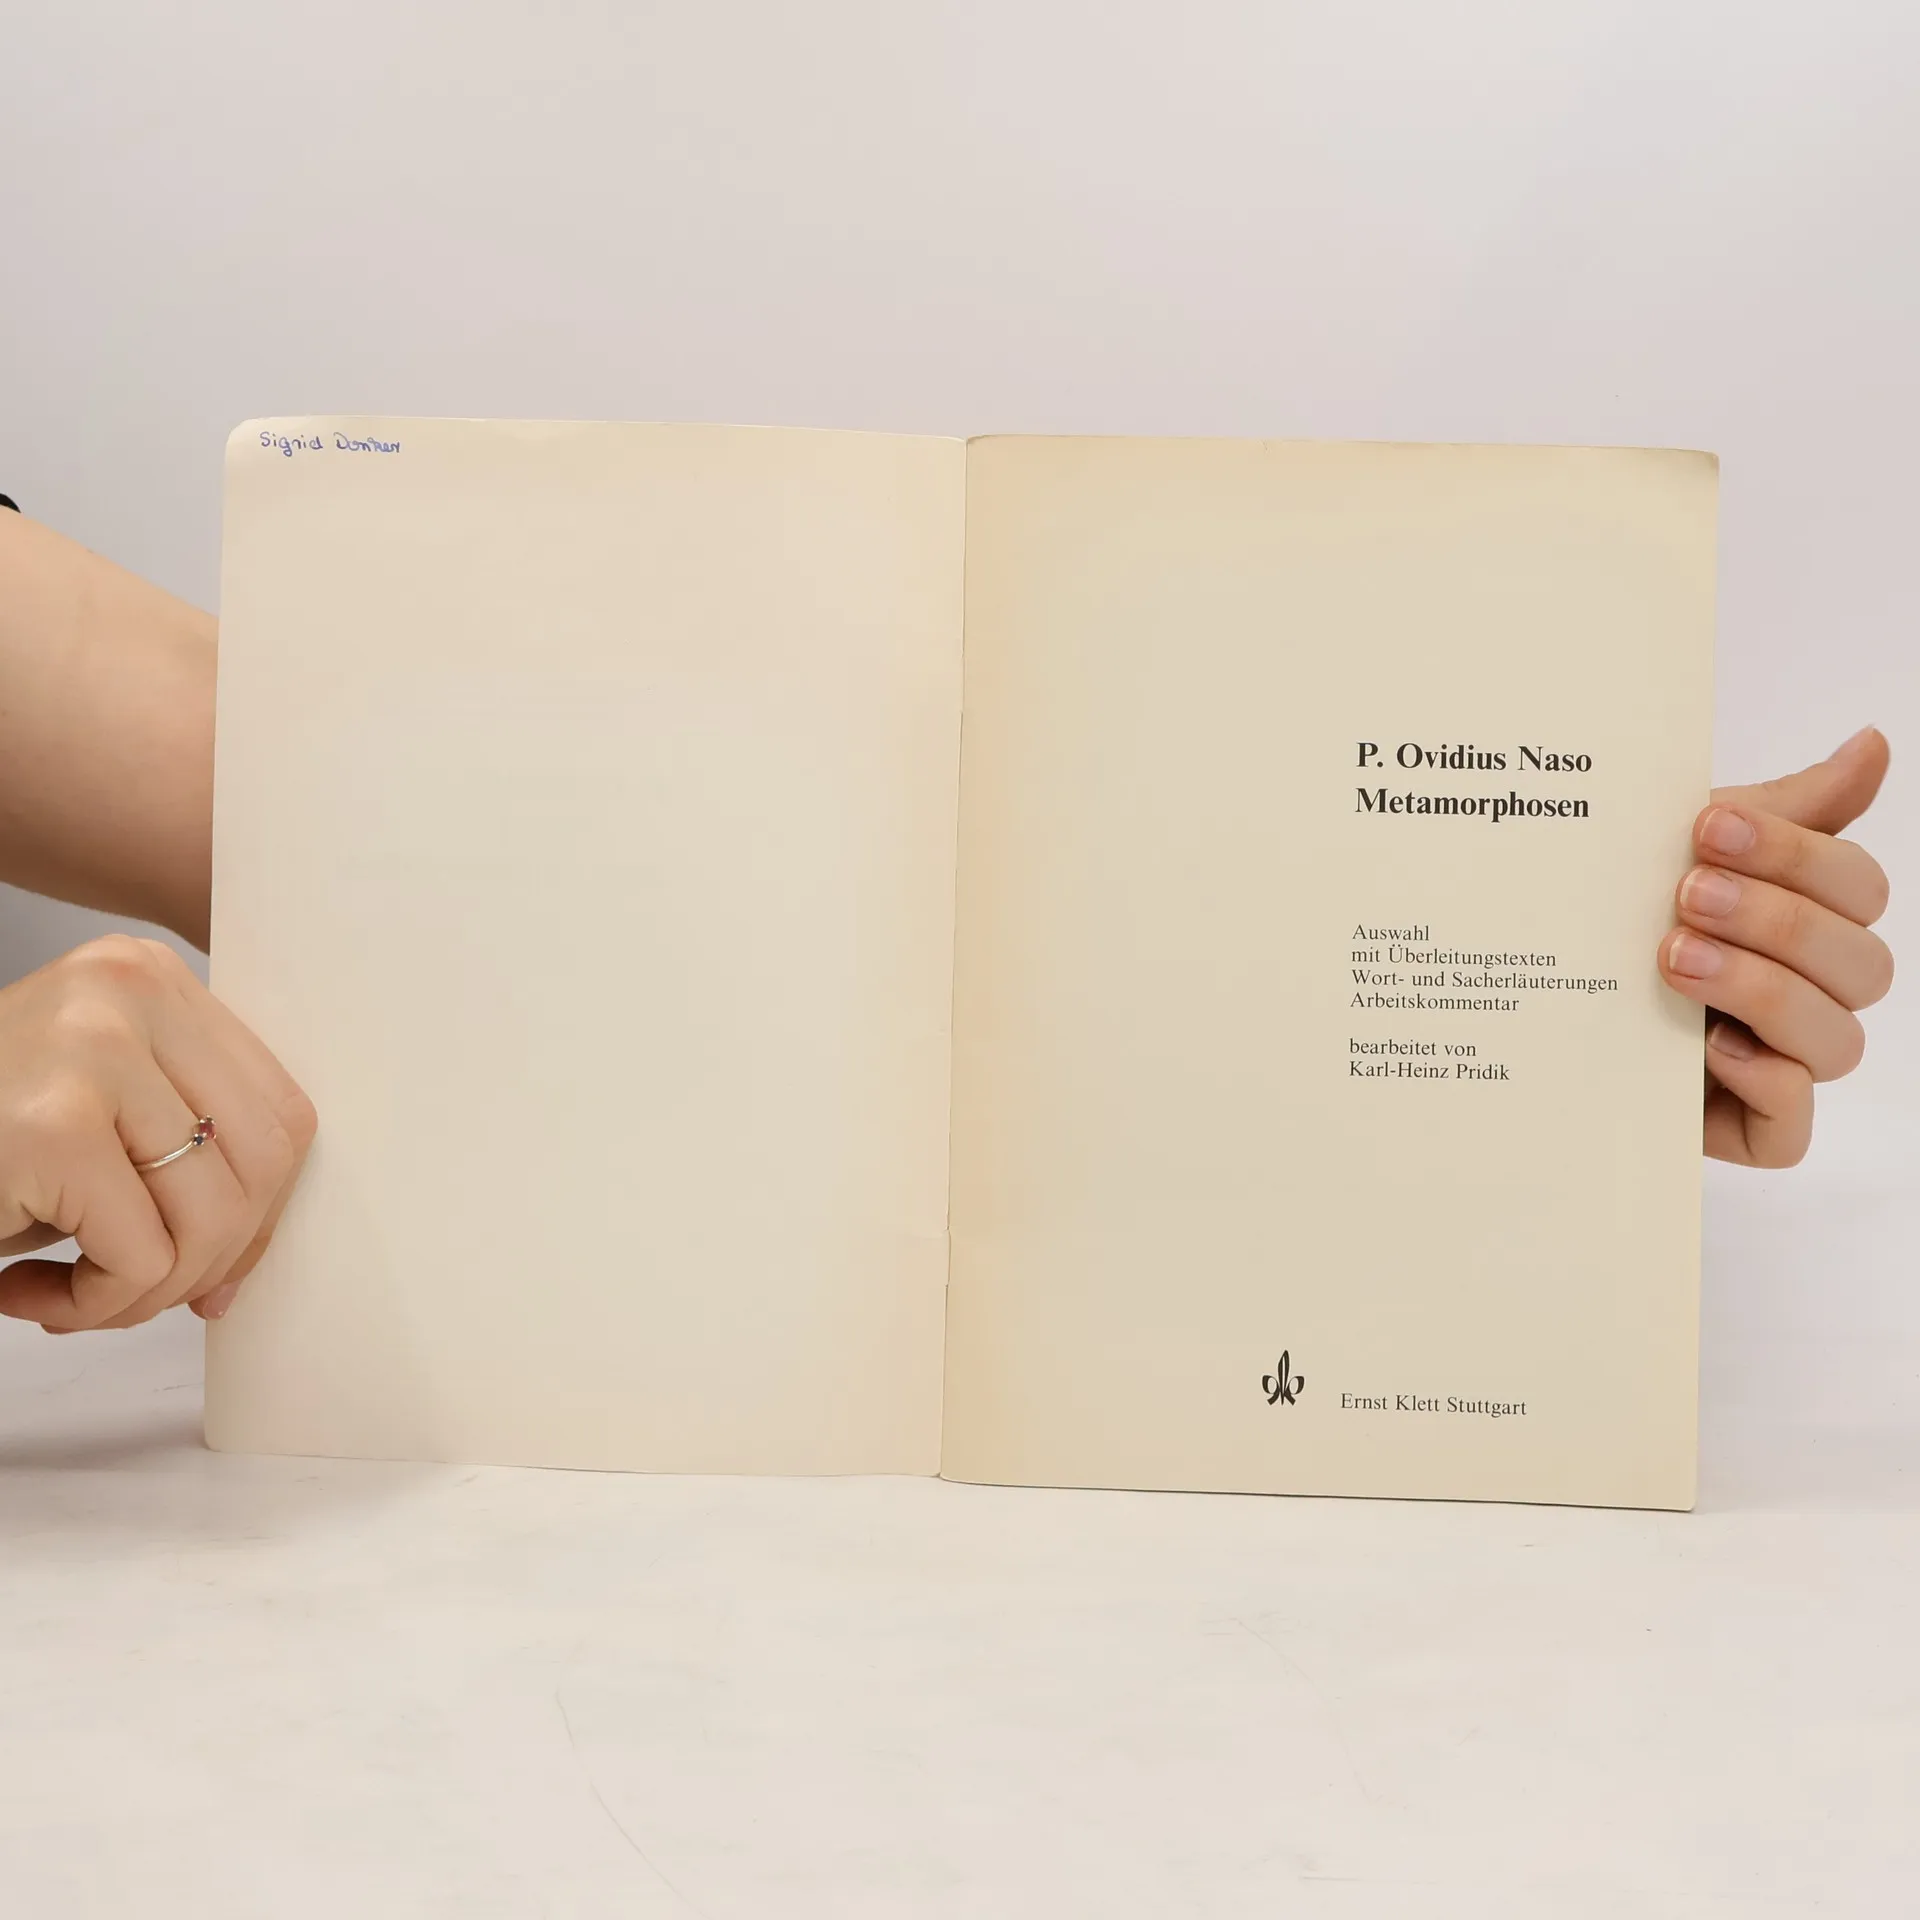 Sigrid Donker
P. Ovidius Naso
Metamorphosen
Auswahl
mit Überleitungstexten
Wort- und Sacherläuterungen
Arbeitskommentar
bearbeitet von
Karl-Heinz Pridik
Ernst Klett Stuttgart